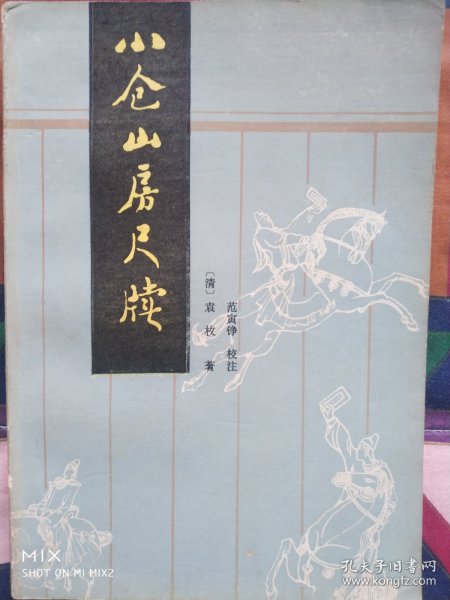 小仓山房尺牍
〔清〕袁枚 著
范寅铮 校注
MIX
SHOT ON MI MIX2
孔夫子旧书网
www.kongfz.com